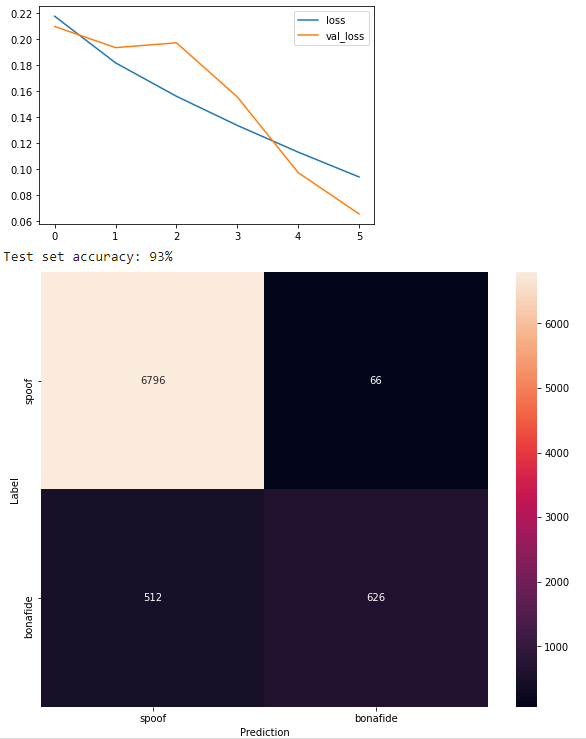 0.22
0.20
0.18
0.16
0.14
0.12
0.10
0.08
0.06
loss
val_loss
0 1 2 3 4 5
Test set accuracy: 93%
Label
spoof
bonafide
6796 66
512 626
spoof bonafide
Prediction
6000
5000
4000
3000
2000
1000